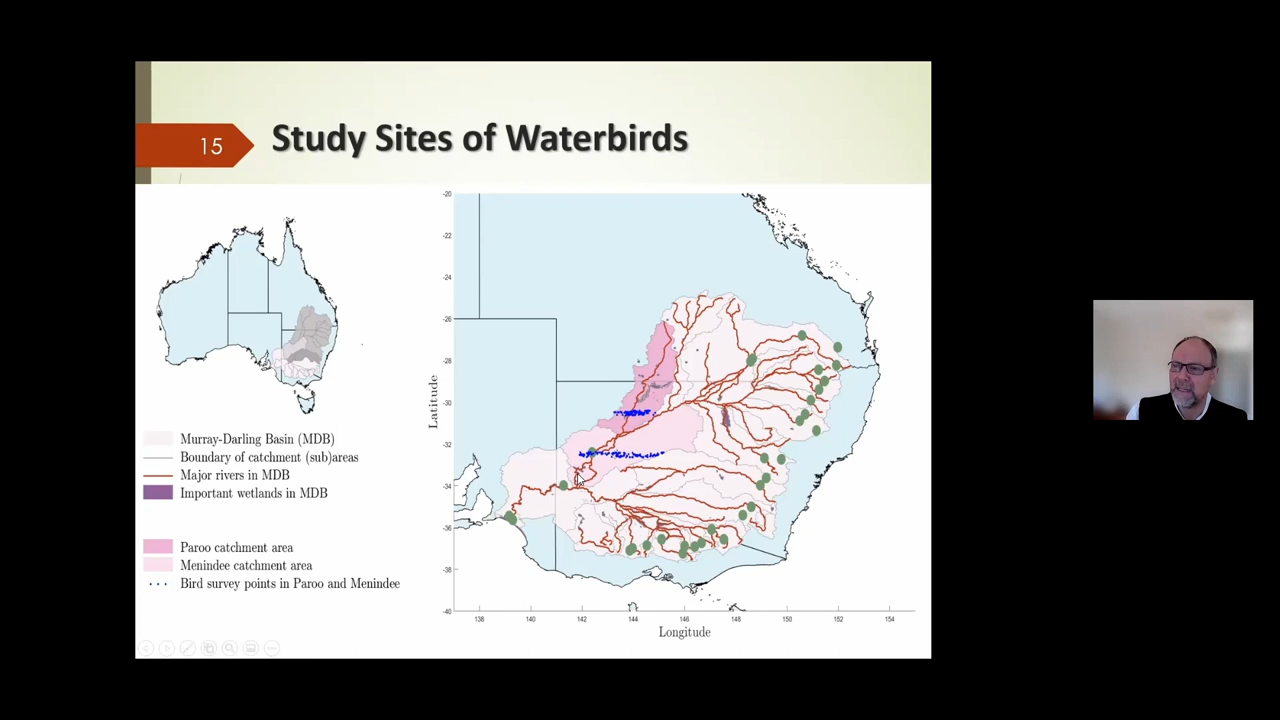 15
Study Sites of Waterbirds
Murray-Darling Basin (MDB)
Boundary of catchment (sub)areas
Major rivers in MDB
Important wetlands in MDB
Paroo catchment area
Menindee catchment area
Bird survey points in Paroo and Menindee
Latitude
-20
-22
-24
-26
-28
-30
-32
-34
-36
-38
-40
138
140
142
144
146
148
150
152
154
Longitude